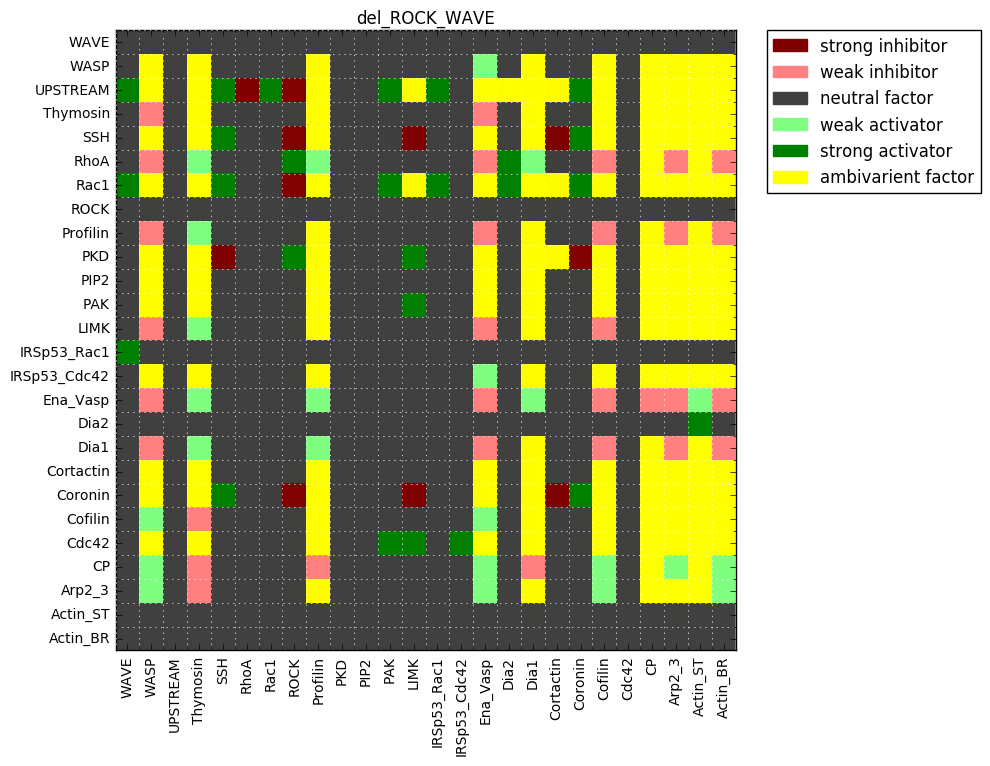 del_ROCK_WAVE
WAVE
WASP
UPSTREAM
Thymosin
SSH
RhoA
Rac1
ROCK
Profilin
PKD
PIP2
PAK
LIMK
IRSp53_Rac1
IRSp53_Cdc42
Ena_Vasp
Dia2
Dia1
Cortactin
Coronin
Cofilin
Cdc42
CP
Arp2_3
Actin_ST
Actin_BR
WAVE
WASP
UPSTREAM
Thymosin
SSH
RhoA
Rac1
ROCK
Profilin
PKD
PIP2
PAK
LIMK
IRSp53_Rac1
IRSp53_Cdc42
Ena_Vasp
Dia2
Dia1
Cortactin
Coronin
Cofilin
Cdc42
CP
Arp2_3
Actin_ST
Actin_BR
strong inhibitor
weak inhibitor
neutral factor
weak activator
strong activator
ambivarient factor